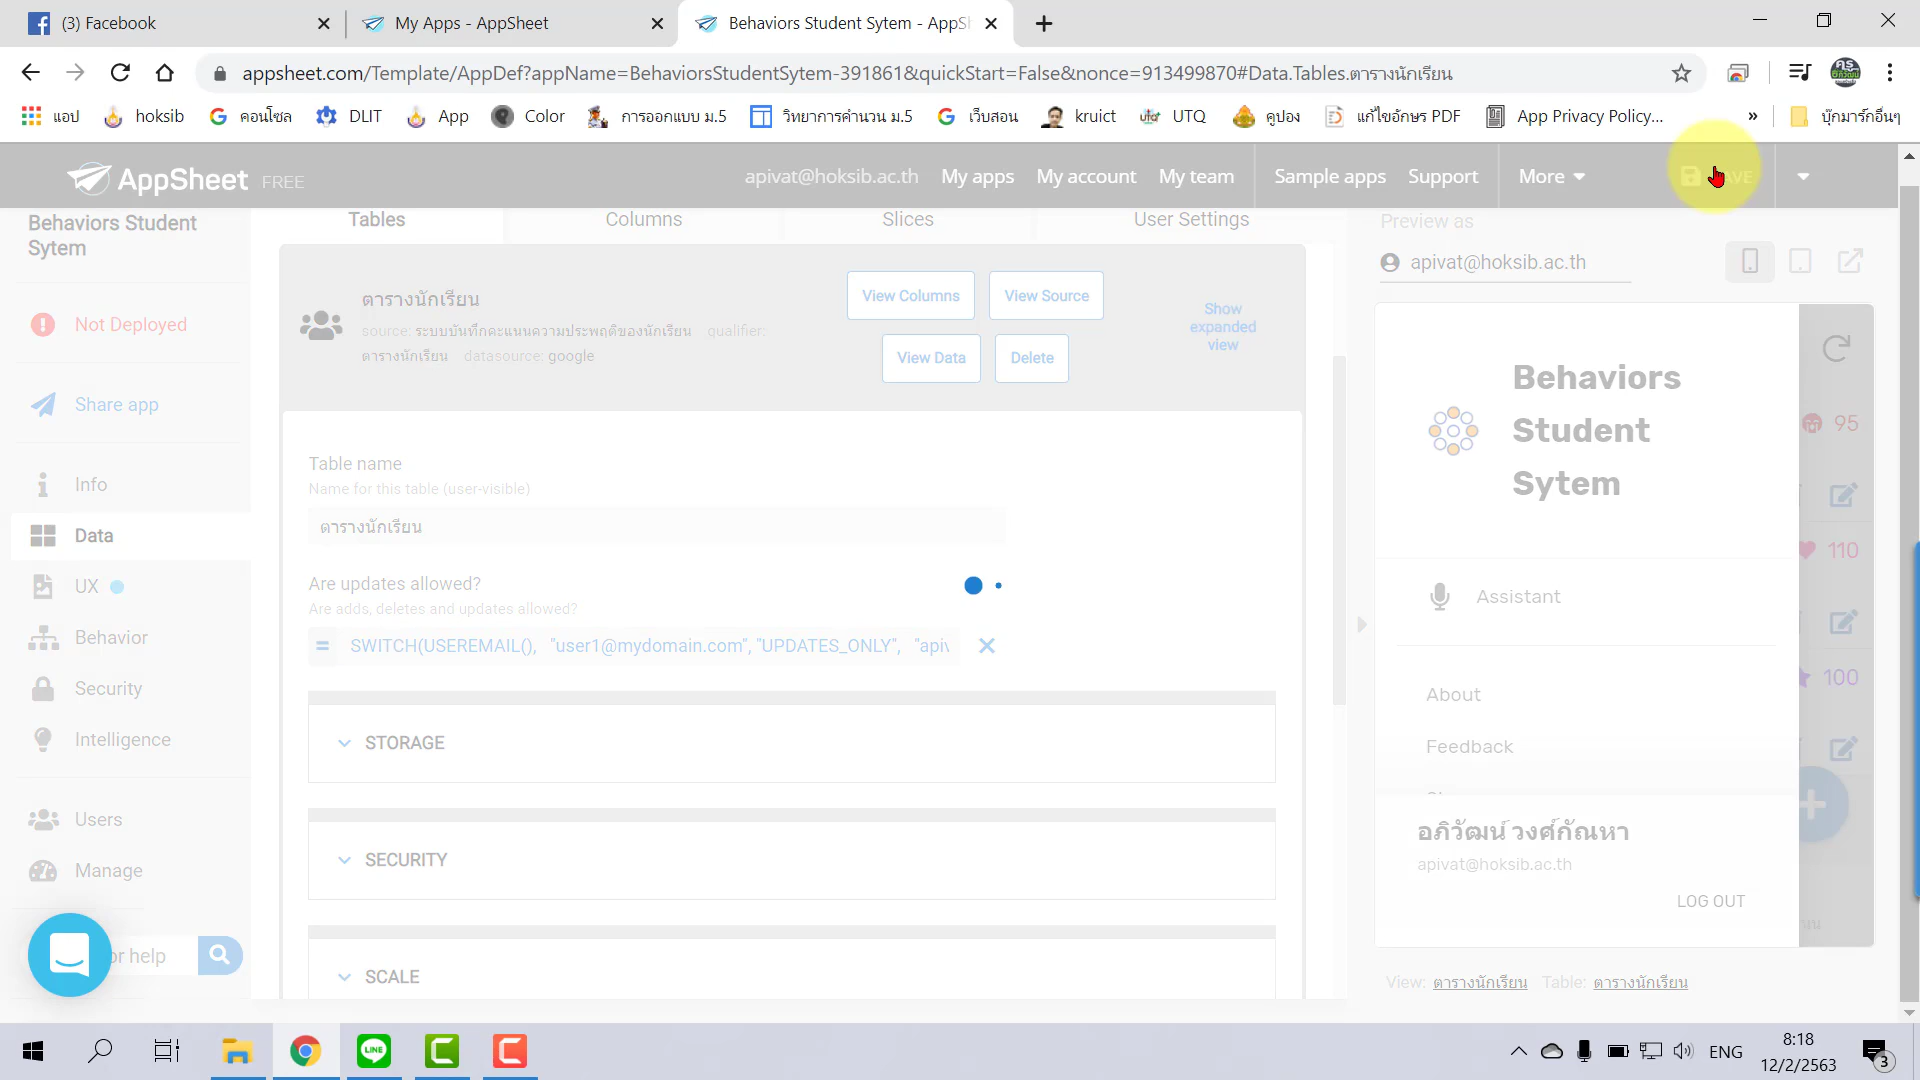 (3) Facebook
My Apps - AppSheet
Behaviors Student Sytem - AppSh
appsheet.com/Template/AppDef?appName=BehaviorsStudentSytem-391861&quickStart=False&nonce=913499870#Data.Tables.ตารางนักเรียน
แอป
hoksib
คอนโซล
DLIT
App
Color
การออกแบบ ม.5
วิทยาการคำนวน ม.5
เว็บสอน
kruict
UTQ
คูปอง
แก้ไขอักษร PDF
App Privacy Policy...
»
บุ๊กมาร์กอื่นๆ
AppSheet FREE
apivat@hoksib.ac.th
My apps
My account
My team
Sample apps
Support
More
Behaviors Student
Sytem
Tables
Columns
Slices
User Settings
Preview as
apivat@hoksib.ac.th
Not Deployed
Share app
Info
Data
UX
Behavior
Security
Intelligence
Users
Manage
or help
ตารางนักเรียน
source: ระบบบันทึกคะแนนความประพฤติของนักเรียน qualifier:
ตารางนักเรียน datasource: google
View Columns
View Source
View Data
Delete
Show
expanded
view
Table name
Name for this table (user-visible)
ตารางนักเรียน
Are updates allowed?
Are adds, deletes and updates allowed?
= SWITCH(USEREMAIL(), "user1@mydomain.com", "UPDATES_ONLY", "apiv
STORAGE
SECURITY
SCALE
Behaviors
Student
Sytem
95
110
100
Assistant
About
Feedback
อภิวัฒน์ วงศ์กัณหา
apivat@hoksib.ac.th
LOG OUT
View: ตารางนักเรียน Table: ตารางนักเรียน
LINE
ENG
8:18
12/2/2563
3